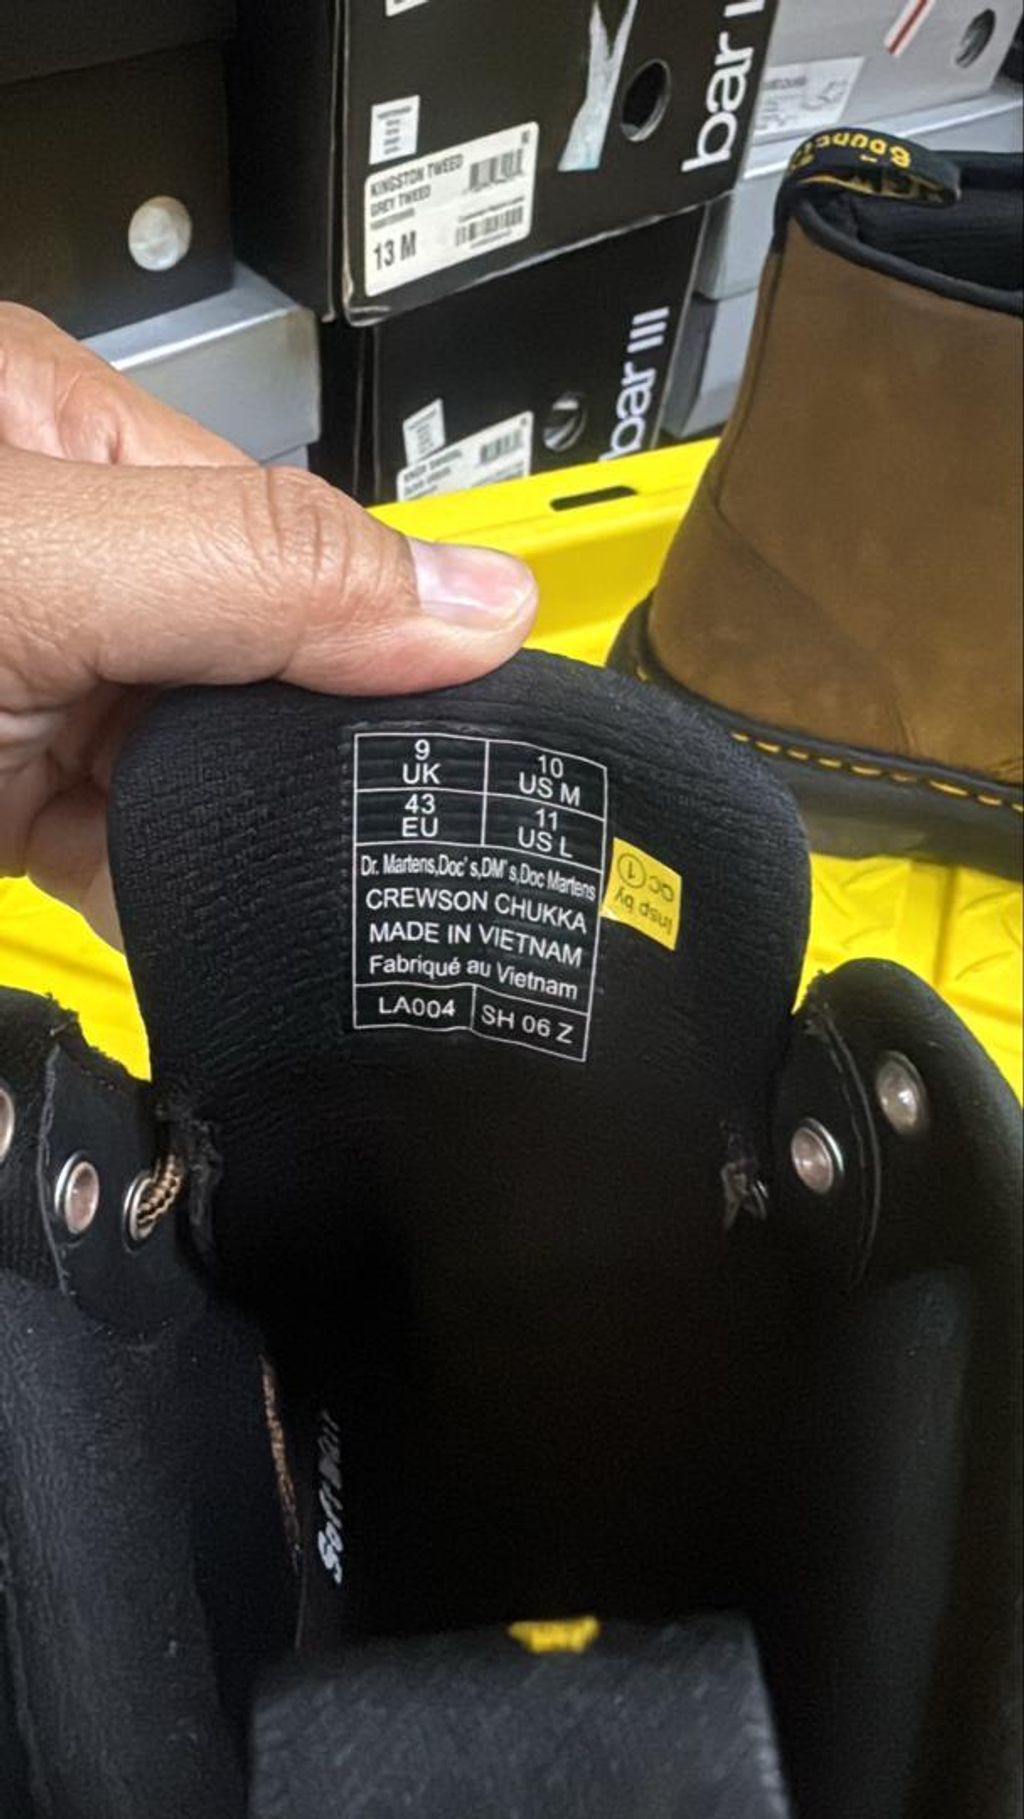 bar I
KINGSTON TWEED
GREY TWEED
13 M
bar III
9
UK
10
US M
43
EU
11
US L
Dr. Martens,Doc's,DM's,Doc Martens
CREWSON CHUKKA
MADE IN VIETNAM
Fabriqué au Vietnam
LA004
SH 06 Z
Insp by
QC 1